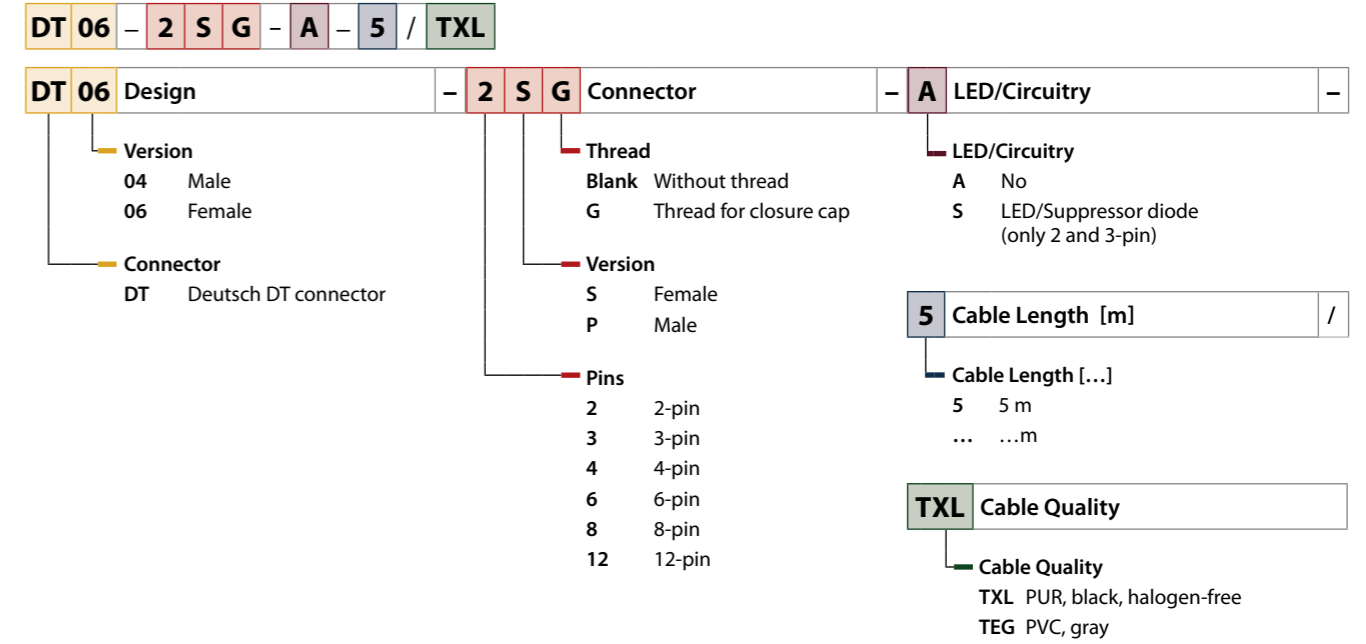 DT 06 – 2 S G – A – 5 / TXL
DT 06 Design – 2 S G Connector – A LED/Circuitry –
Version
04 Male
06 Female
Connector
DT Deutsch DT connector
Thread
Blank Without thread
G Thread for closure cap
Version
S Female
P Male
Pins
2 2-pin
3 3-pin
4 4-pin
6 6-pin
8 8-pin
12 12-pin
LED/Circuitry
A No
S LED/Suppressor diode
(only 2 and 3-pin)
5 Cable Length [m] /
Cable Length […]
5 5 m
… …m
TXL Cable Quality
Cable Quality
TXL PUR, black, halogen-free
TEG PVC, gray